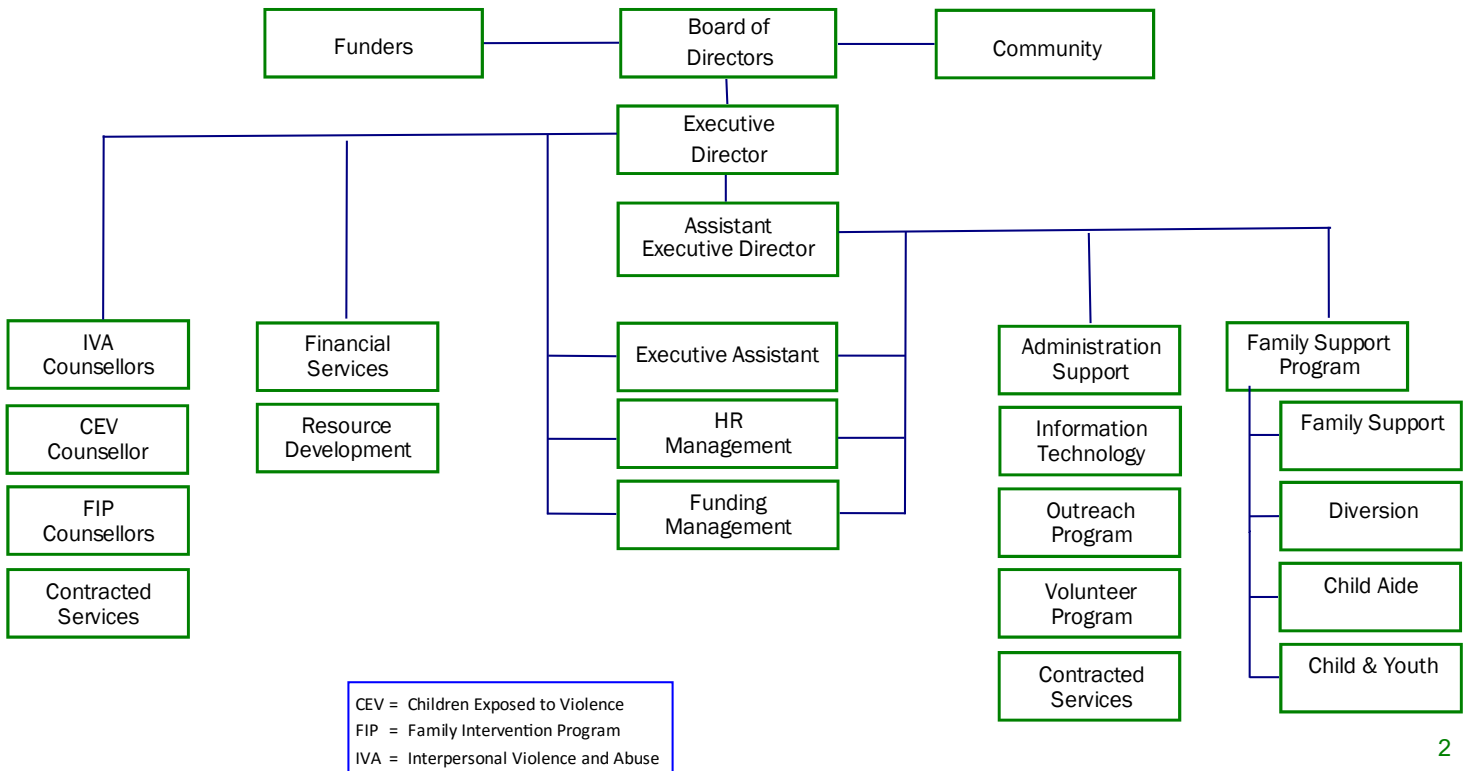 Funders
Board of
Directors
Community
Executive
Director
Assistant
Executive Director
IVA
Counsellors
CEV
Counsellor
FIP
Counsellors
Contracted
Services
Financial
Services
Resource
Development
Executive Assistant
HR
Management
Funding
Management
Administration
Support
Information
Technology
Outreach
Program
Volunteer
Program
Contracted
Services
Family Support
Program
Family Support
Diversion
Child Aide
Child & Youth
CEV = Children Exposed to Violence
FIP = Family Intervention Program
IVA = Interpersonal Violence and Abuse
2